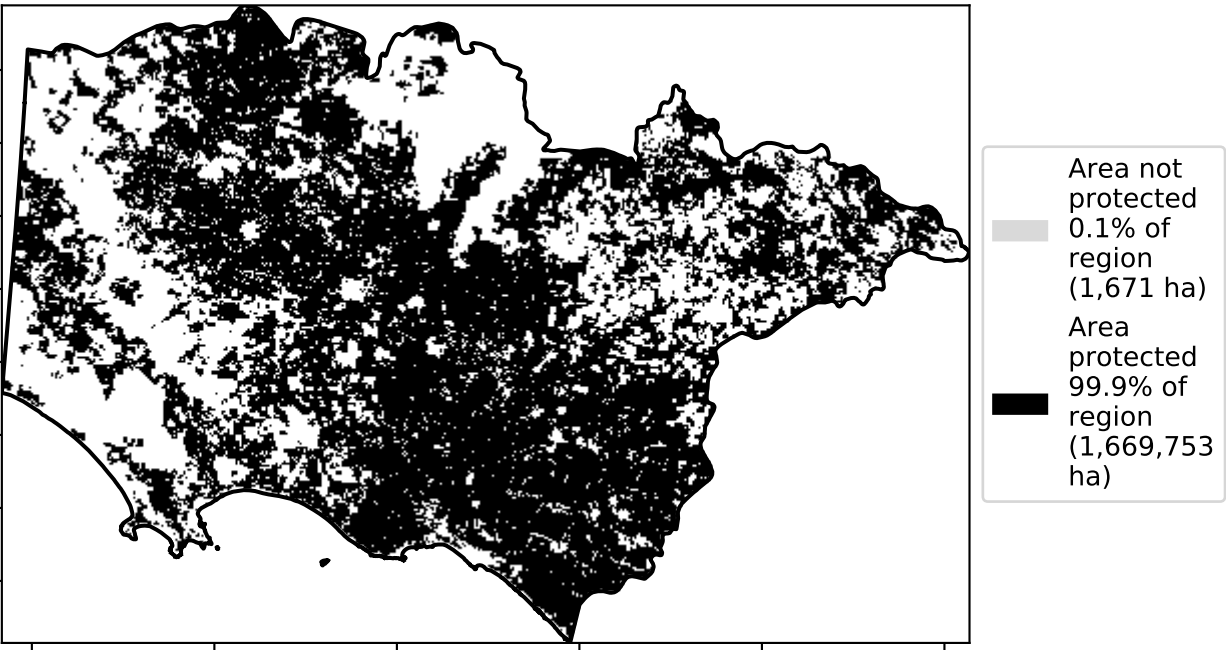 Area not
protected
0.1% of
region
(1,671 ha)
Area
protected
99.9% of
region
(1,669,753
ha)